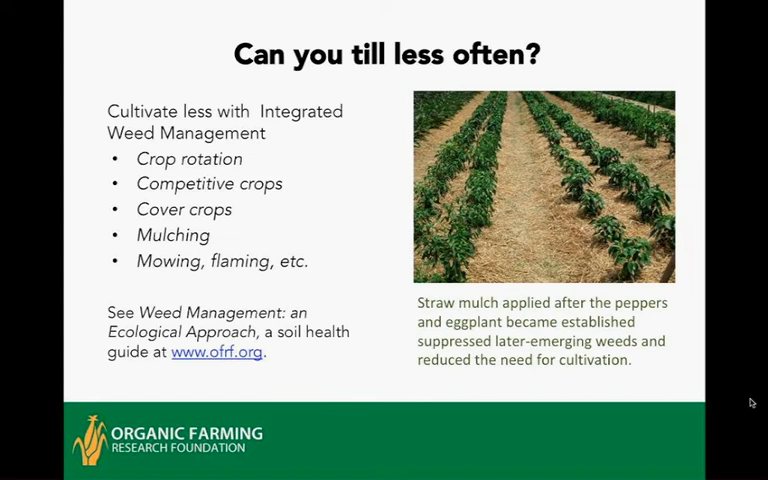 Can you till less often?
Cultivate less with Integrated
Weed Management
• Crop rotation
• Competitive crops
• Cover crops
• Mulching
• Mowing, flaming, etc.
See Weed Management: an
Ecological Approach, a soil health
guide at www.ofrf.org.
Straw mulch applied after the peppers
and eggplant became established
suppressed later-emerging weeds and
reduced the need for cultivation.
ORGANIC FARMING
RESEARCH FOUNDATION